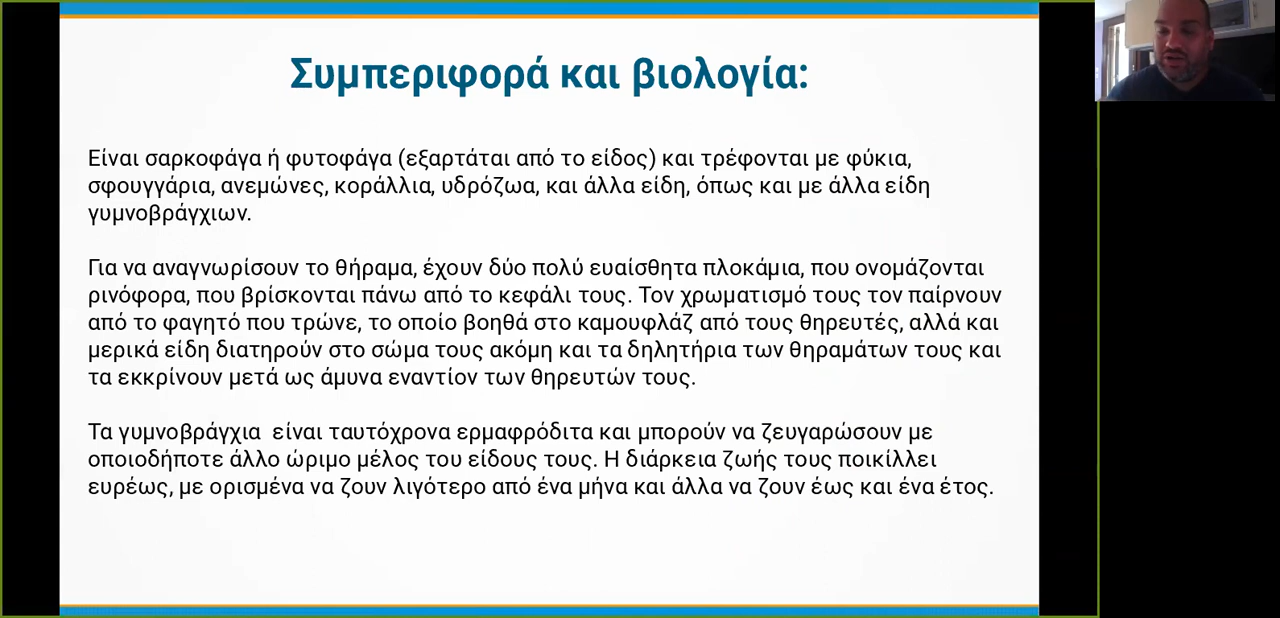 Συμπεριφορά και βιολογία:
Είναι σαρκοφάγα ή φυτοφάγα (εξαρτάται από το είδος) και τρέφονται με φύκια,
σφουγγάρια, ανεμώνες, κοράλλια, υδρόζωα, και άλλα είδη, όπως και με άλλα είδη
γυμνοβράγχιων.
Για να αναγνωρίσουν το θήραμα, έχουν δύο πολύ ευαίσθητα πλοκάμια, που ονομάζονται
ρινόφορα, που βρίσκονται πάνω από το κεφάλι τους. Τον χρωματισμό τους τον παίρνουν
από το φαγητό που τρώνε, το οποίο βοηθά στο καμουφλάζ από τους θηρευτές, αλλά και
μερικά είδη διατηρούν στο σώμα τους ακόμη και τα δηλητήρια των θηραμάτων τους και
τα εκκρίνουν μετά ως άμυνα εναντίον των θηρευτών τους.
Τα γυμνοβράγχια  είναι ταυτόχρονα ερμαφρόδιτα και μπορούν να ζευγαρώσουν με
οποιοδήποτε άλλο ώριμο μέλος του είδους τους. Η διάρκεια ζωής τους ποικίλλει
ευρέως, με ορισμένα να ζουν λιγότερο από ένα μήνα και άλλα να ζουν έως και ένα έτος.